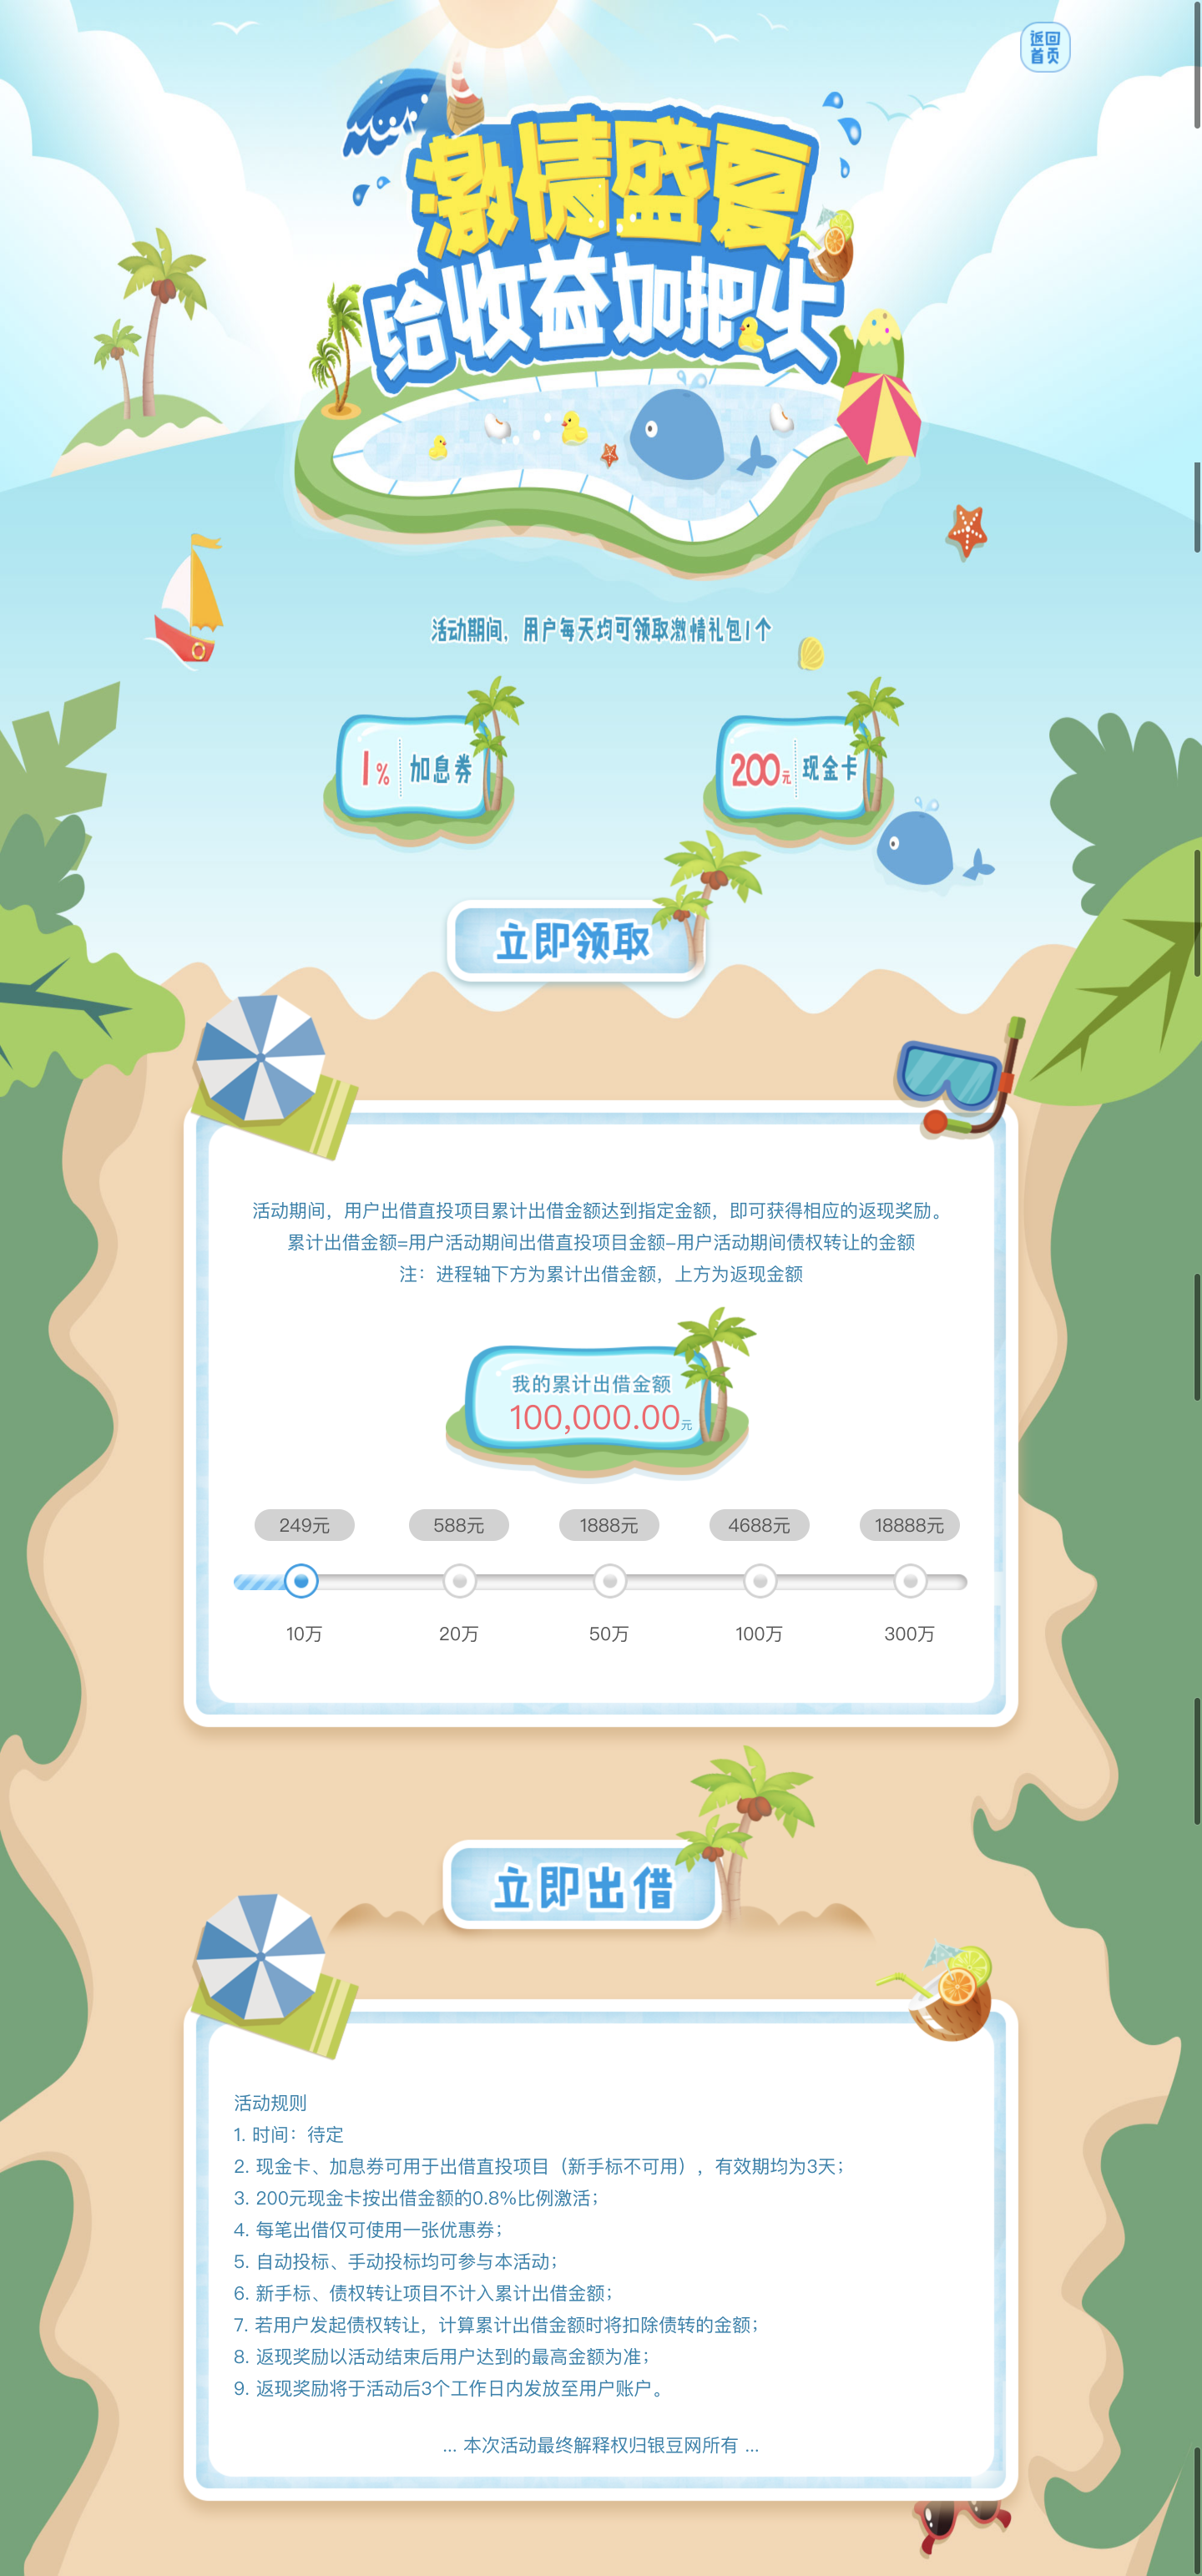 返回
首页
激情盛夏
给收益加把火
活动期间，用户每天均可领取激情礼包1个
1% 加息券
200元 现金卡
立即领取
活动期间，用户出借直投项目累计出借金额达到指定金额，即可获得相应的返现奖励。
累计出借金额=用户活动期间出借直投项目金额-用户活动期间债权转让的金额
注：进程轴下方为累计出借金额，上方为返现金额
我的累计出借金额
100,000.00元
249元 588元 1888元 4688元 18888元
10万 20万 50万 100万 300万
立即出借
活动规则
1. 时间：待定
2. 现金卡、加息券可用于出借直投项目（新手标不可用），有效期均为3天；
3. 200元现金卡按出借金额的0.8%比例激活；
4. 每笔出借仅可使用一张优惠券；
5. 自动投标、手动投标均可参与本活动；
6. 新手标、债权转让项目不计入累计出借金额；
7. 若用户发起债权转让，计算累计出借金额时将扣除债转的金额；
8. 返现奖励以活动结束后用户达到的最高金额为准；
9. 返现奖励将于活动后3个工作日内发放至用户账户。
... 本次活动最终解释权归银豆网所有 ...